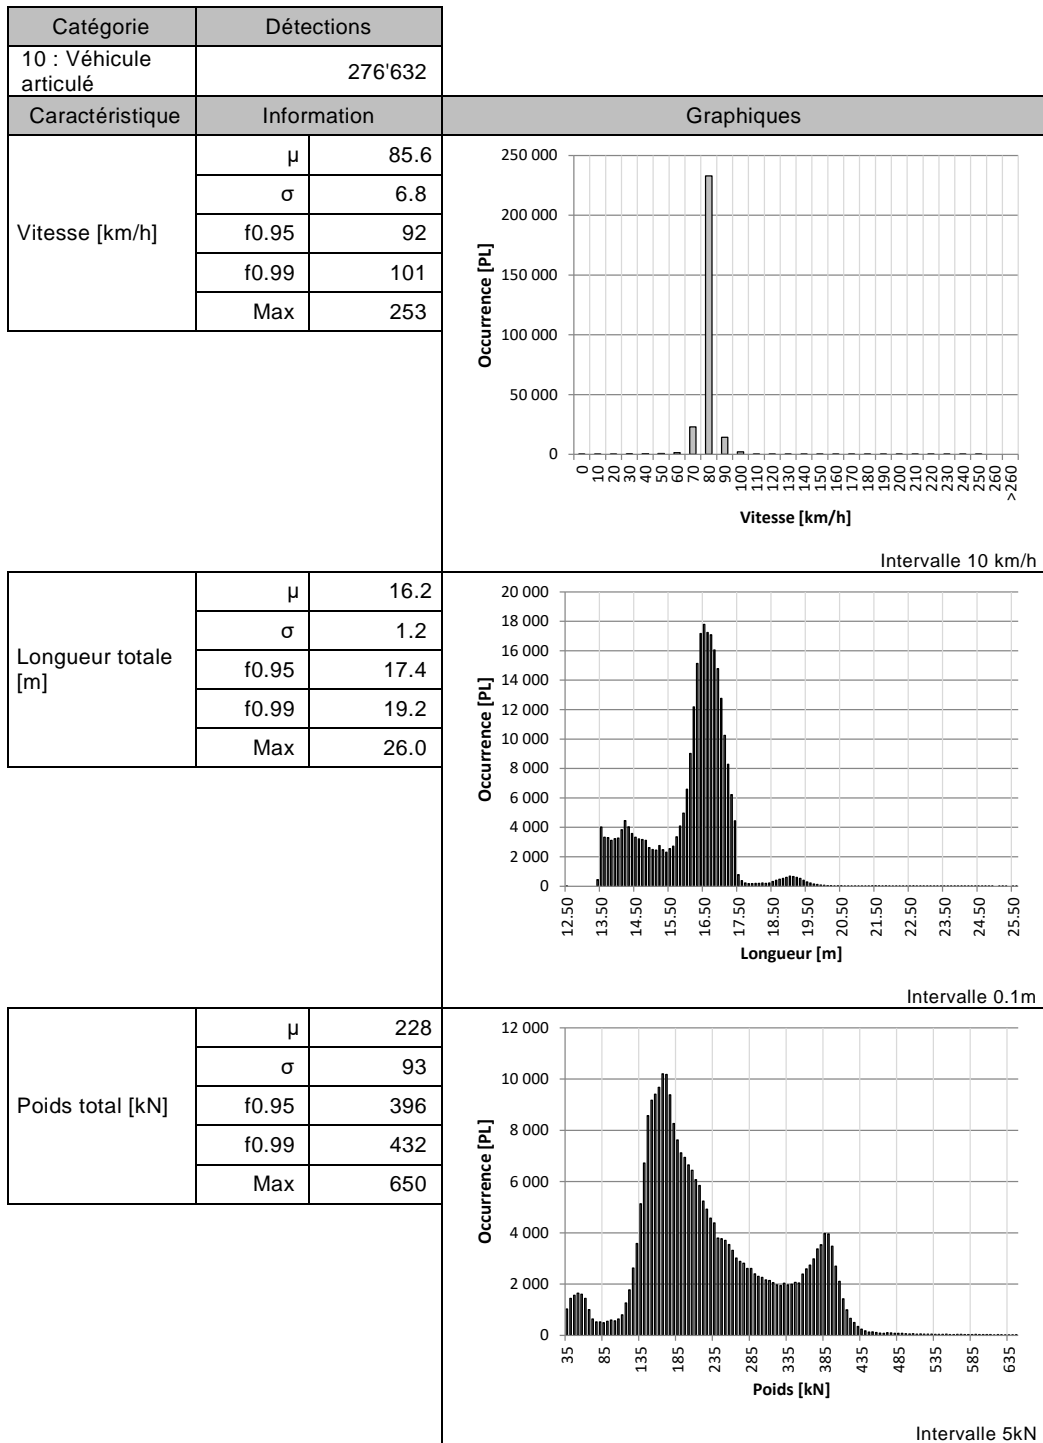 Catégorie Détections
10 : Véhicule
articulé
276'632
Caractéristique Information Graphiques
Vitesse [km/h]
μ 85.6
σ 6.8
f0.95 92
f0.99 101
Max 253
250 000
200 000
150 000
100 000
50 000
0
Occurrence [PL]
0 10 20 30 40 50 60 70 80 90 100 110 120 130 140 150 160 170 180 190 200 210 220 230 240 250 260 >260
Vitesse [km/h]
Intervalle 10 km/h
Longueur totale
[m]
μ 16.2
σ 1.2
f0.95 17.4
f0.99 19.2
Max 26.0
20 000
18 000
16 000
14 000
12 000
10 000
8 000
6 000
4 000
2 000
0
Occurrence [PL]
12.50 13.50 14.50 15.50 16.50 17.50 18.50 19.50 20.50 21.50 22.50 23.50 24.50 25.50
Longueur [m]
Intervalle 0.1m
Poids total [kN]
μ 228
σ 93
f0.95 396
f0.99 432
Max 650
12 000
10 000
8 000
6 000
4 000
2 000
0
Occurrence [PL]
35 85 135 185 235 285 335 385 435 485 535 585 635
Poids [kN]
Intervalle 5kN